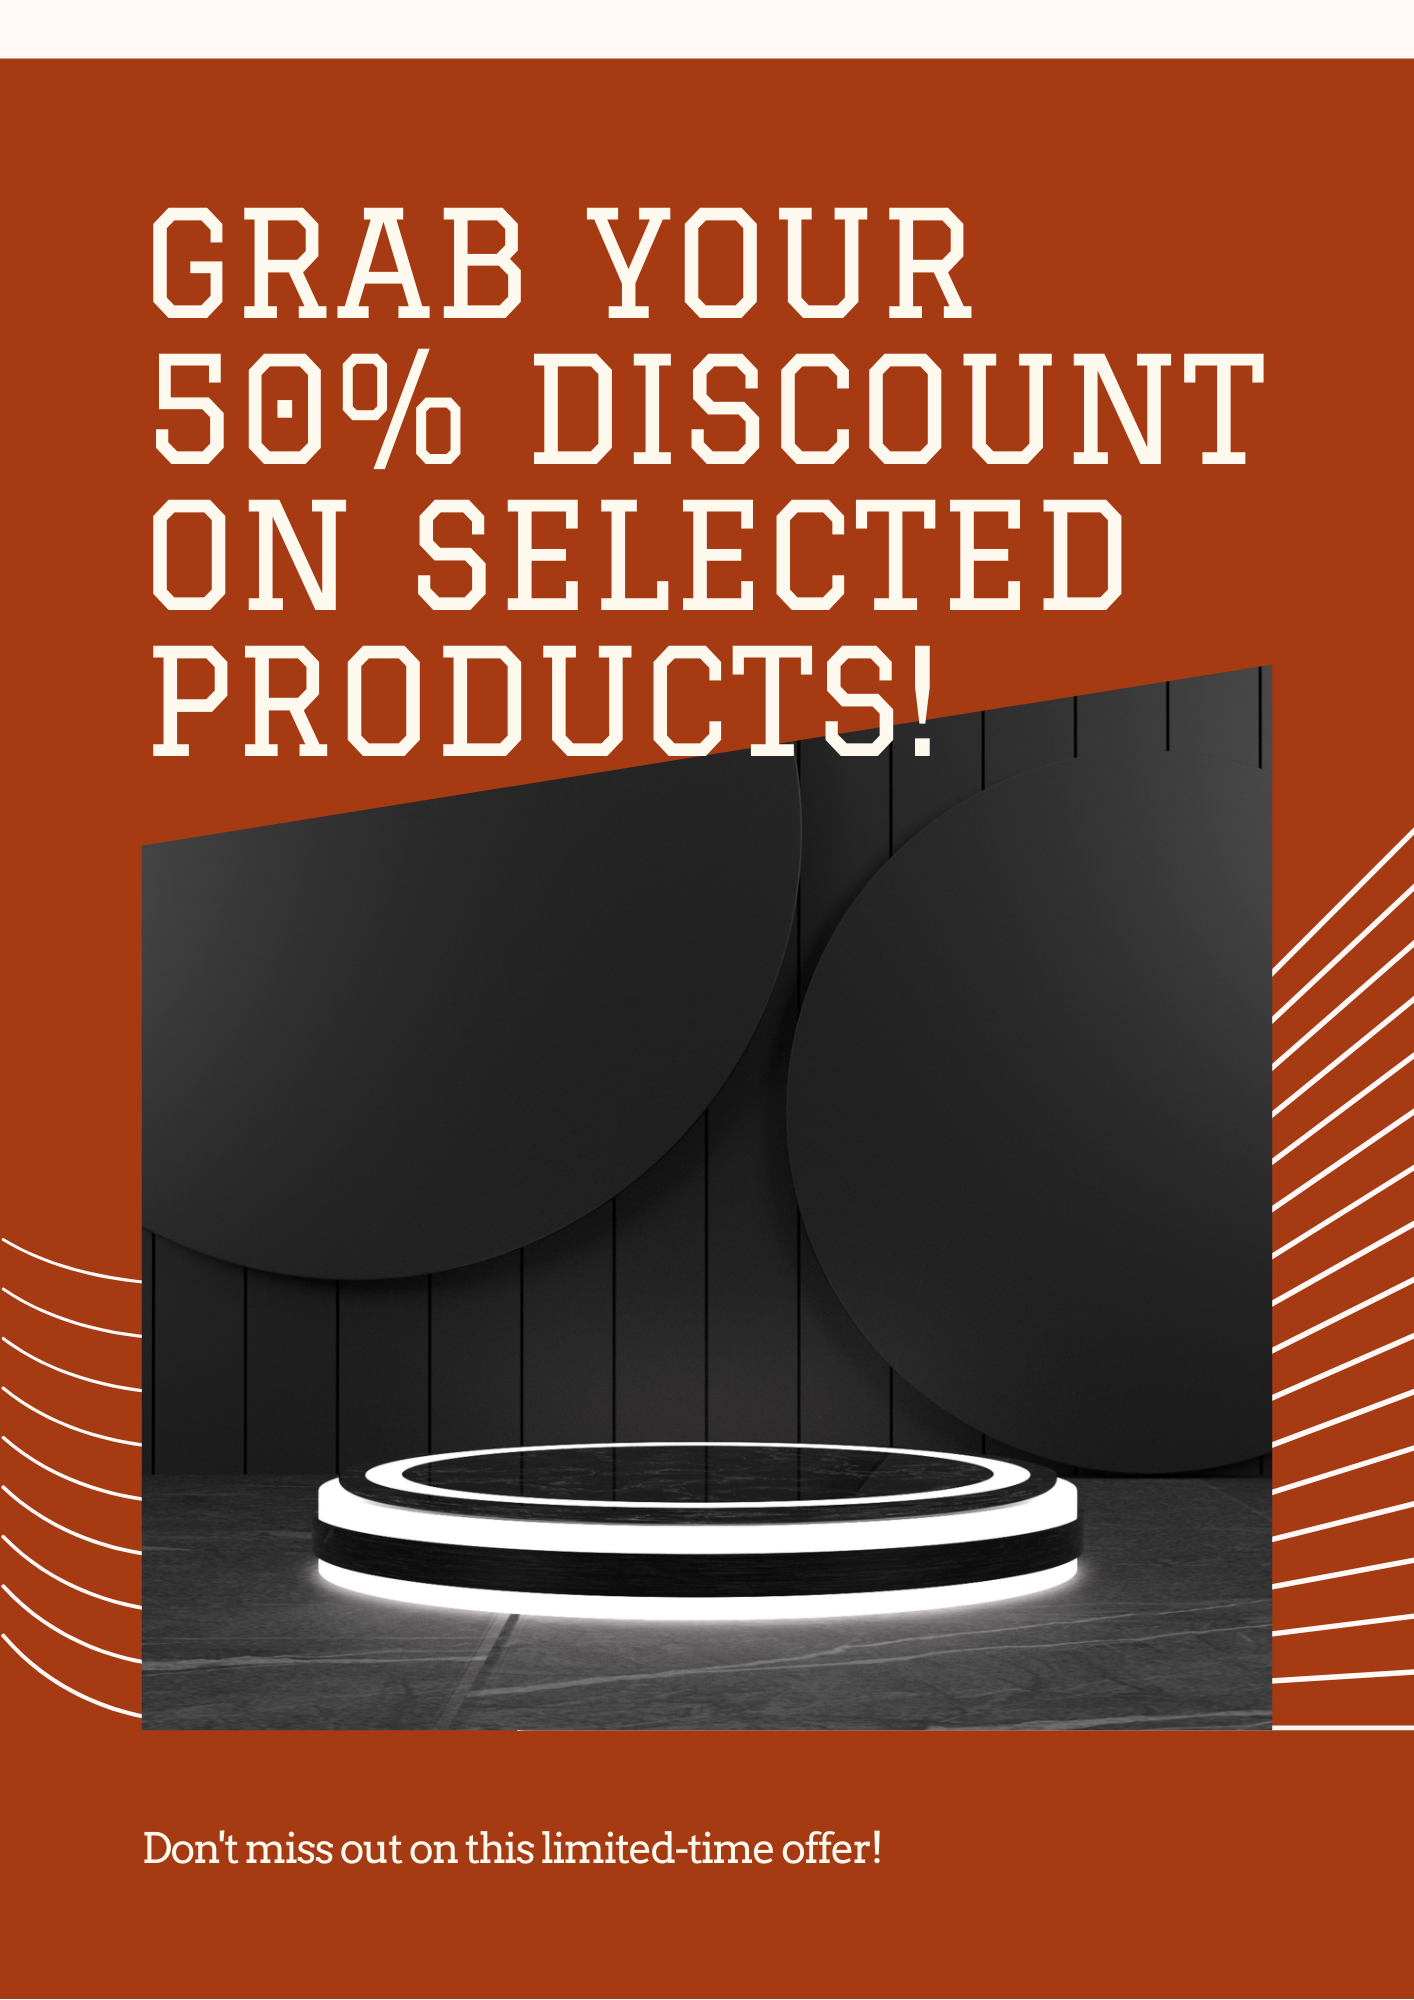 GRAB YOUR
50% DISCOUNT
ON SELECTED
PRODUCTS!
Don't miss out on this limited-time offer!